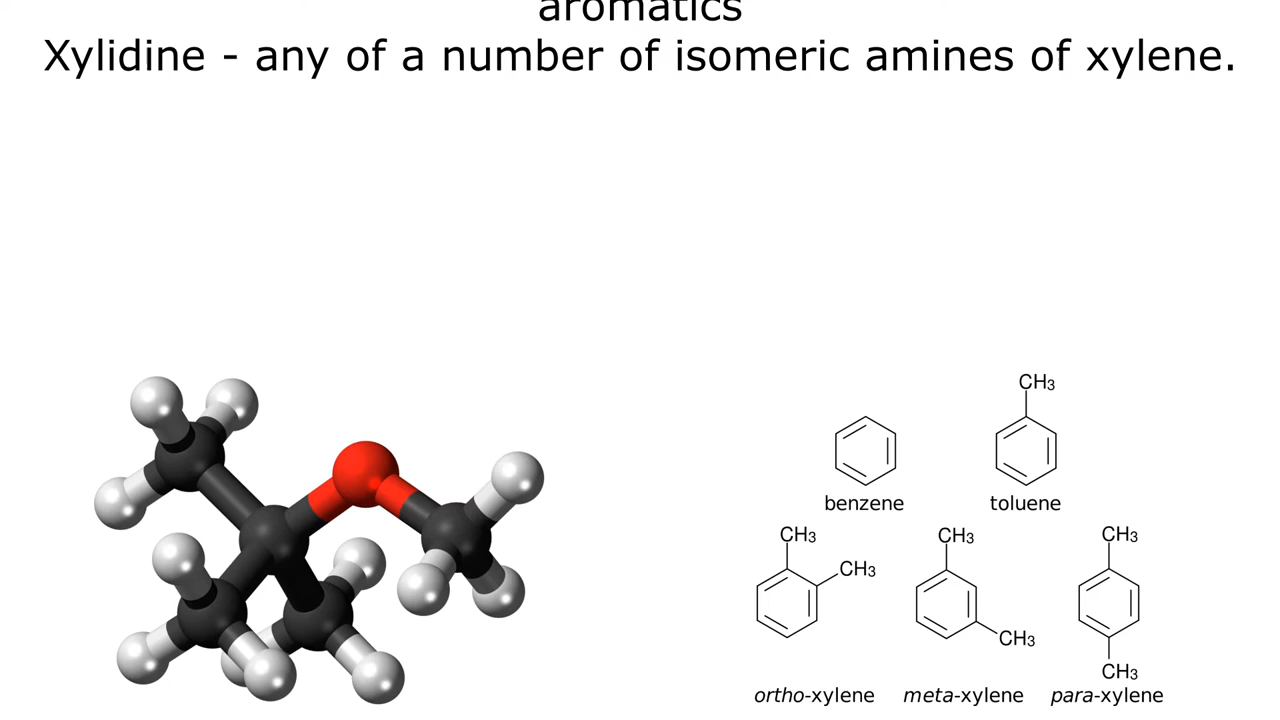 aromatics
Xylidine - any of a number of isomeric amines of xylene.
CH3
benzene
toluene
CH3
CH3
CH3
CH3
CH3
CH3
ortho-xylene
meta-xylene
para-xylene